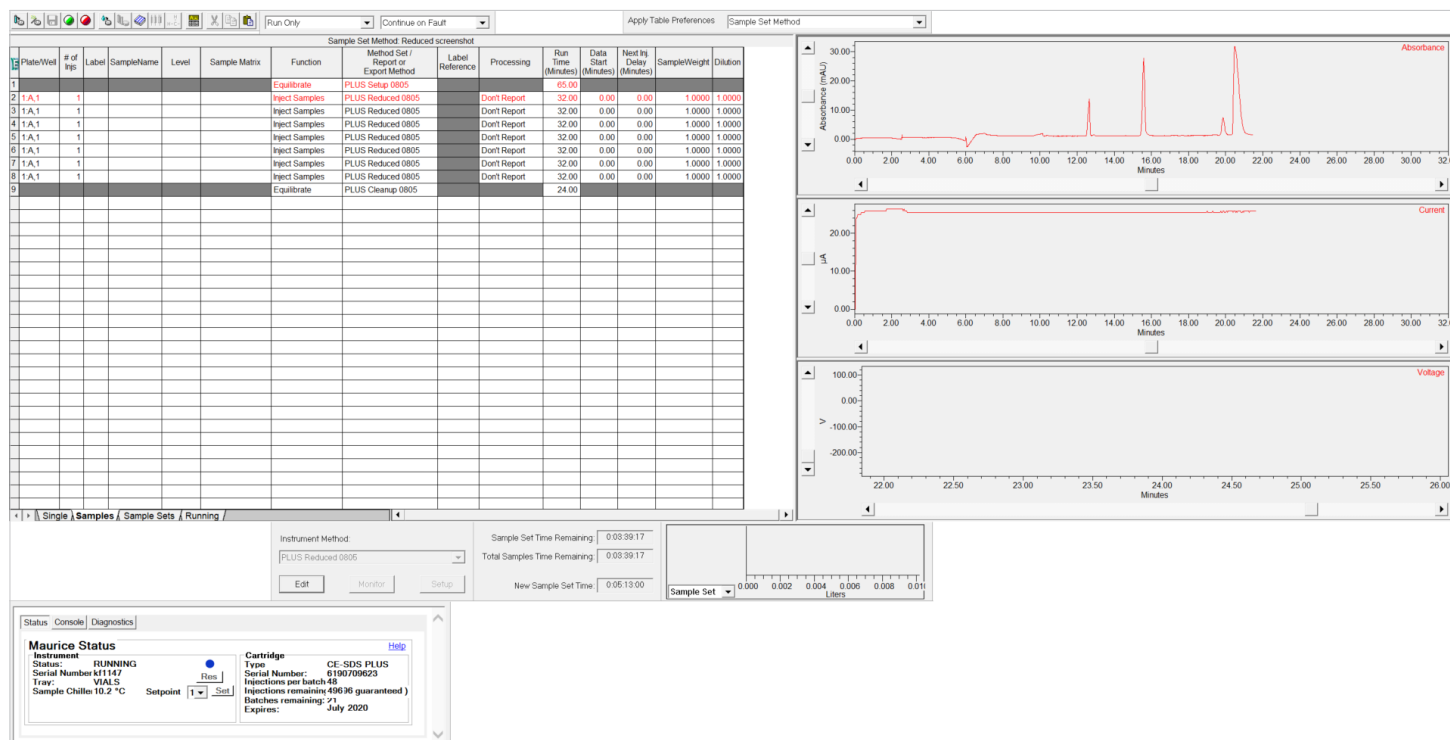 Run Only Continue on Fault Apply Table Preferences Sample Set Method
Sample Set Method: Reduced screenshot
Plate/Well # of Injs Label SampleName Level Sample Matrix Function Method Set / Report or Export Method Label Reference Processing Run Time (Minutes) Data Start (Minutes) Next Inj. Delay (Minutes) SampleWeight Dilution
1 Equilibrate PLUS Setup 0805 65.00
2 1:A,1 1 Inject Samples PLUS Reduced 0805 Don't Report 32.00 0.00 0.00 1.0000 1.0000
3 1:A,1 1 Inject Samples PLUS Reduced 0805 Don't Report 32.00 0.00 0.00 1.0000 1.0000
4 1:A,1 1 Inject Samples PLUS Reduced 0805 Don't Report 32.00 0.00 0.00 1.0000 1.0000
5 1:A,1 1 Inject Samples PLUS Reduced 0805 Don't Report 32.00 0.00 0.00 1.0000 1.0000
6 1:A,1 1 Inject Samples PLUS Reduced 0805 Don't Report 32.00 0.00 0.00 1.0000 1.0000
7 1:A,1 1 Inject Samples PLUS Reduced 0805 Don't Report 32.00 0.00 0.00 1.0000 1.0000
8 1:A,1 1 Inject Samples PLUS Reduced 0805 Don't Report 32.00 0.00 0.00 1.0000 1.0000
9 Equilibrate PLUS Cleanup 0805 24.00
Single Samples Sample Sets Running
Absorbance
Absorbance (mAU)
30.00
20.00
10.00
0.00
0.00 2.00 4.00 6.00 8.00 10.00 12.00 14.00 16.00 18.00 20.00 22.00 24.00 26.00 28.00 30.00 32.0
Minutes
Current
µA
20.00
10.00
0.00
0.00 2.00 4.00 6.00 8.00 10.00 12.00 14.00 16.00 18.00 20.00 22.00 24.00 26.00 28.00 30.00 32.0
Minutes
Voltage
V
100.00
0.00
-100.00
-200.00
22.00 22.50 23.00 23.50 24.00 24.50 25.00 25.50 26.0
Minutes
Instrument Method:
PLUS Reduced 0805
Edit Monitor Setup
Sample Set Time Remaining: 0:03:39:17
Total Samples Time Remaining: 0:03:39:17
New Sample Set Time: 0:05:13:00
Sample Set
0.000 0.002 0.004 0.006 0.008 0.01
Liters
Status Console Diagnostics
Maurice Status Help
Instrument
Status: RUNNING
Serial Number kf1147
Tray: VIALS
Sample Chille: 10.2 °C Setpoint 1 Set
Res
Cartridge
Type CE-SDS PLUS
Serial Number: 6190709623
Injections per batch 48
Injections remaining guaranteed )
Batches remaining: 21
Expires: July 2020